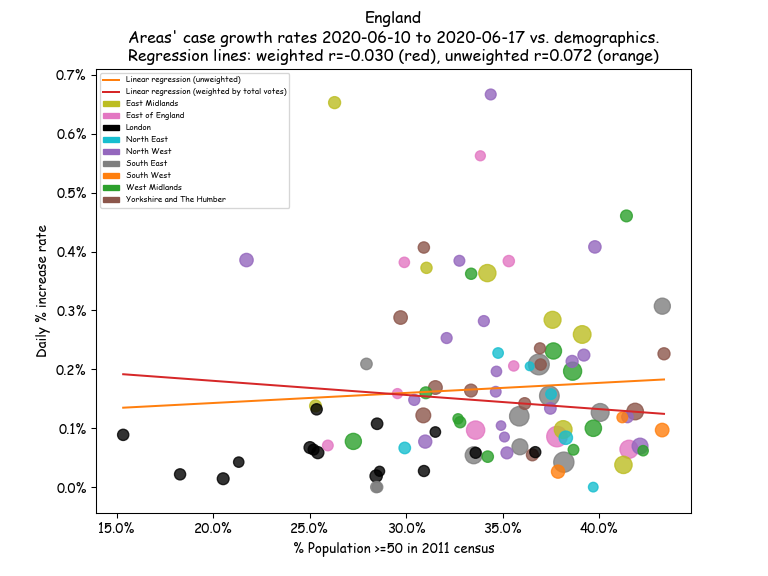 England
Areas' case growth rates 2020-06-10 to 2020-06-17 vs. demographics.
Regression lines: weighted r=-0.030 (red), unweighted r=0.072 (orange)
0.7%
0.6%
0.5%
0.4%
0.3%
0.2%
0.1%
0.0%
Daily % increase rate
Linear regression (unweighted)
Linear regression (weighted by total votes)
East Midlands
East of England
London
North East
North West
South East
South West
West Midlands
Yorkshire and The Humber
15.0% 20.0% 25.0% 30.0% 35.0% 40.0%
% Population >=50 in 2011 census